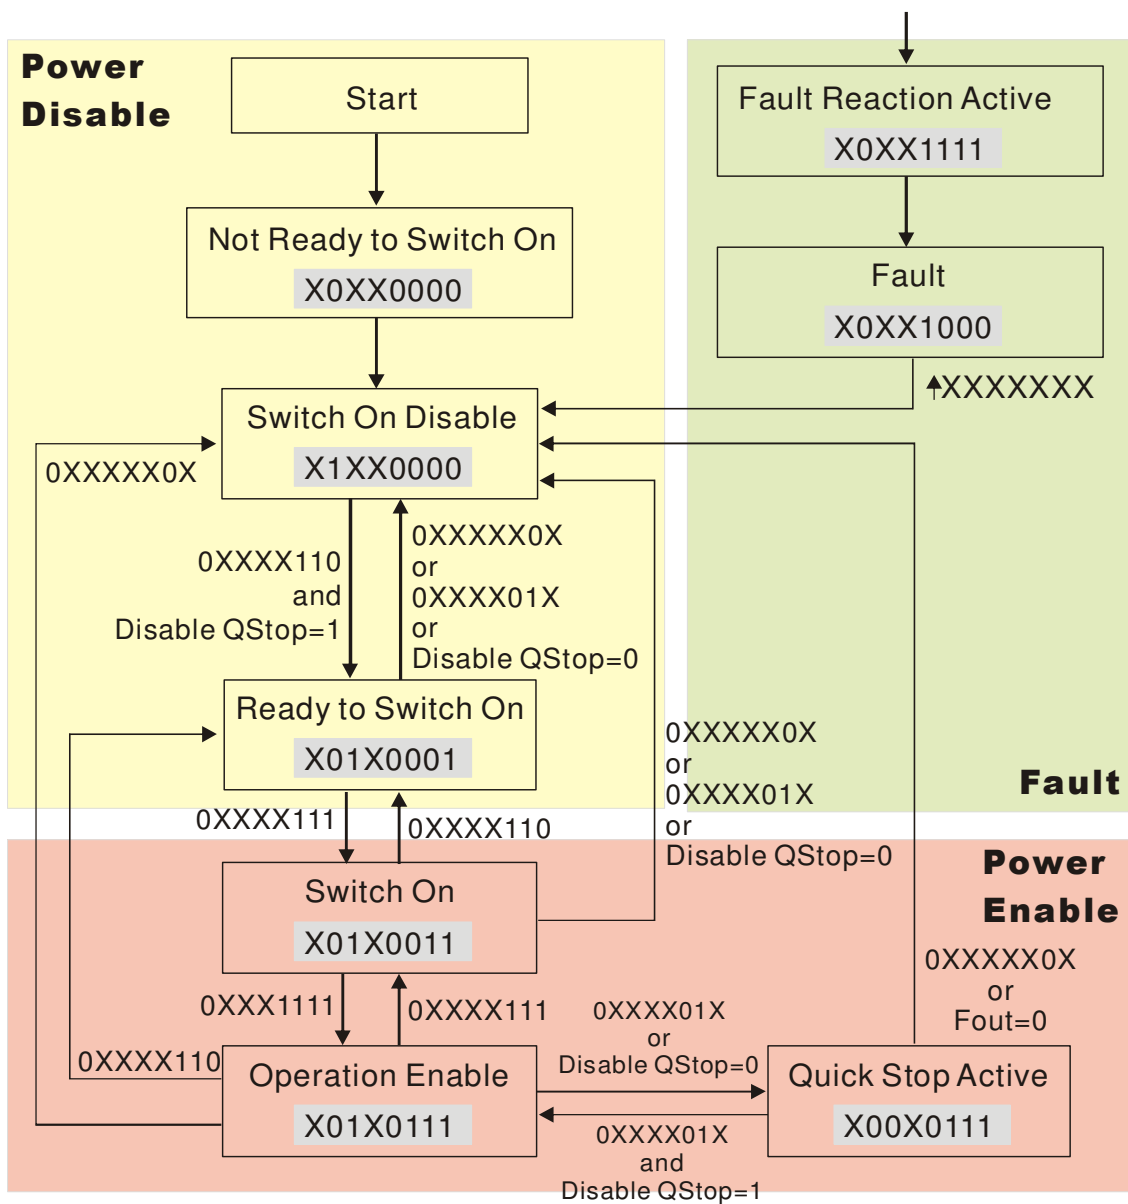 Power
Disable
Start
Not Ready to Switch On
X0XX0000
Switch On Disable
X1XX0000
0XXXXX0X
0XXXX110
and
Disable QStop=1
0XXXXX0X
or
0XXXX01X
or
Disable QStop=0
Ready to Switch On
X01X0001
Fault Reaction Active
X0XX1111
Fault
X0XX1000
XXXXXXX
Fault
0XXXXX0X
or
0XXXX01X
or
Disable QStop=0
0XXXX111
0XXXX110
Power
Enable
Switch On
X01X0011
0XXX1111
0XXXX111
0XXXX110
Operation Enable
X01X0111
0XXXX01X
or
Disable QStop=0
0XXXX01X
and
Disable QStop=1
0XXXXX0X
or
Fout=0
Quick Stop Active
X00X0111